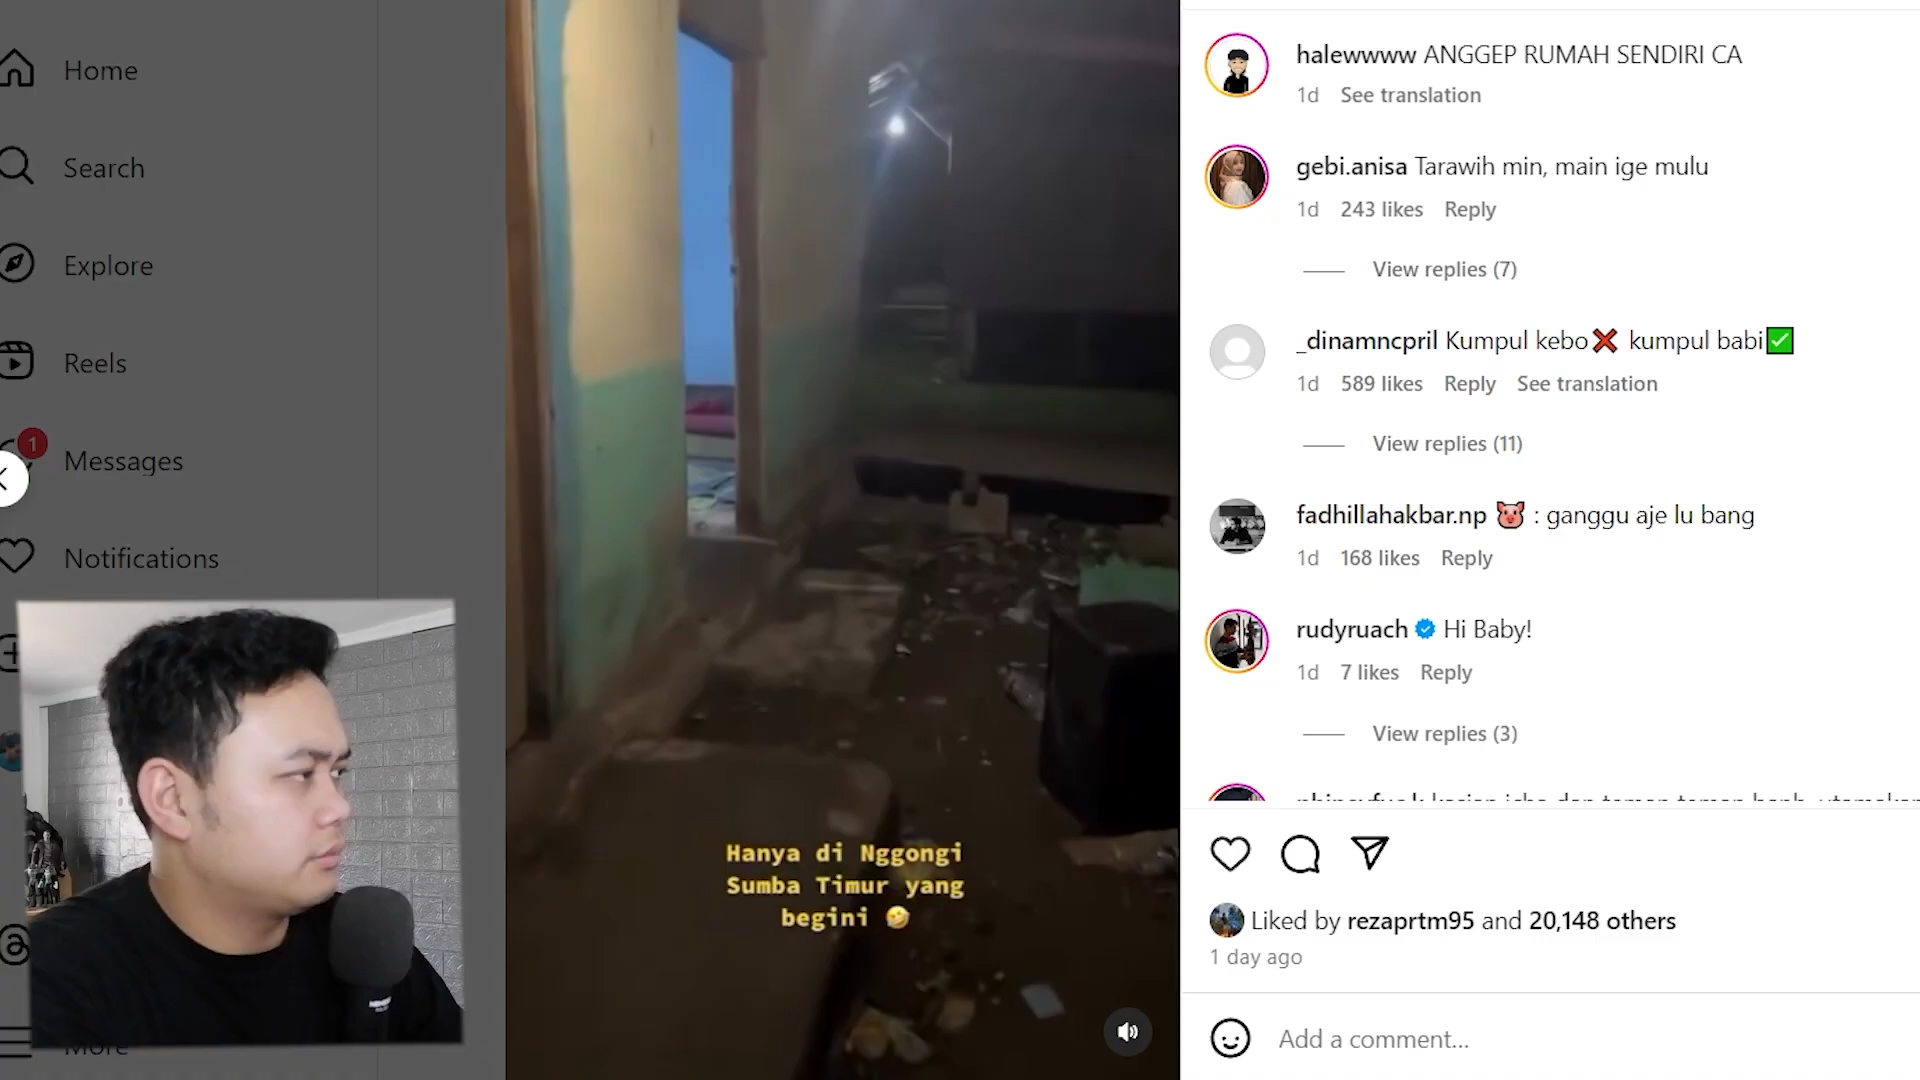 Home
Search
Explore
Reels
1
Messages
Notifications
More
Hanya di Nggongi
Sumba Timur yang
begini 🤣
halewwww ANGGEP RUMAH SENDIRI CA
1d See translation
gebi.anisa Tarawih min, main ige mulu
1d 243 likes Reply
View replies (7)
_dinamncpril Kumpul kebo❌ kumpul babi✅
1d 589 likes Reply See translation
View replies (11)
fadhillahakbar.np 🐷 : ganggu aje lu bang
1d 168 likes Reply
rudyruach Hi Baby!
1d 7 likes Reply
View replies (3)
Liked by rezaprtm95 and 20,148 others
1 day ago
Add a comment...